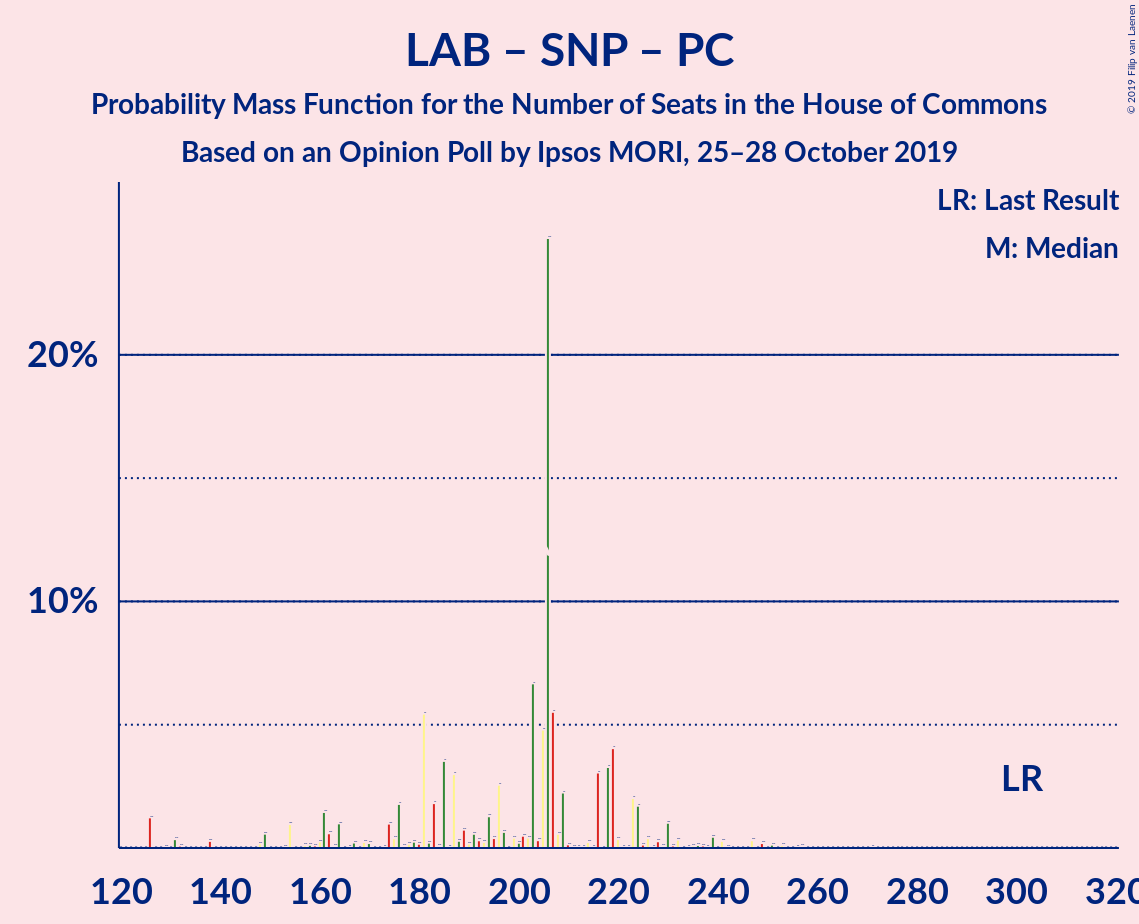 LAB – SNP – PC
Probability Mass Function for the Number of Seats in the House of Commons
Based on an Opinion Poll by Ipsos MORI, 25–28 October 2019
© 2019 Filip van Laenen
LR: Last Result
M: Median
20%
10%
LR
120 140 160 180 200 220 240 260 280 300 320